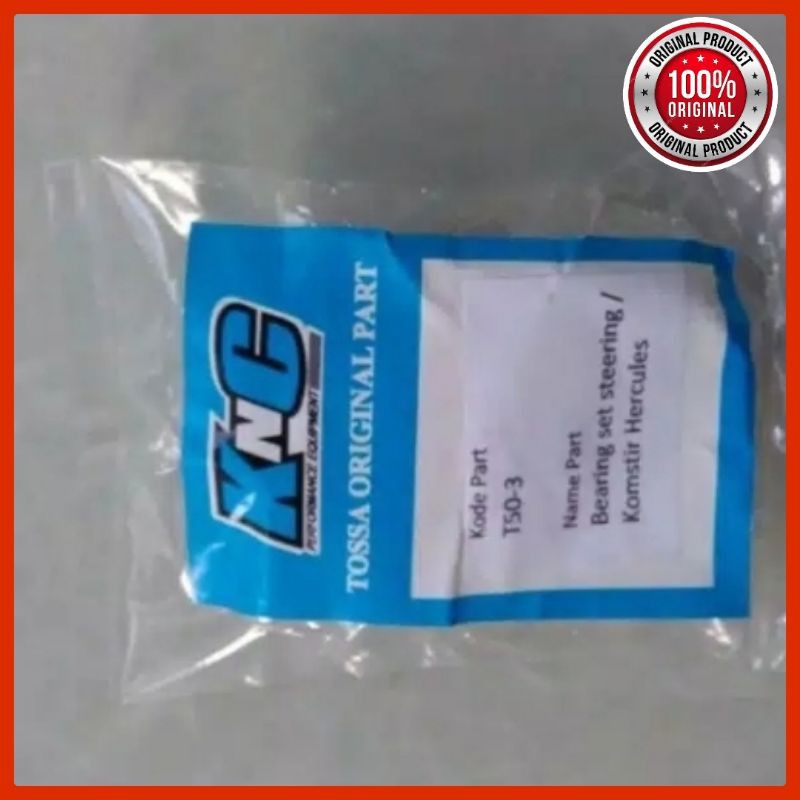 ORIGINAL PRODUCT
100%
ORIGINAL
ORIGINAL PRODUCT
KNC
PERFORMANCE EQUIPMENT
TOSSA ORIGINAL PART
Kode Part
T50-3
Name Part
Bearing set steering /
Komstir Hercules